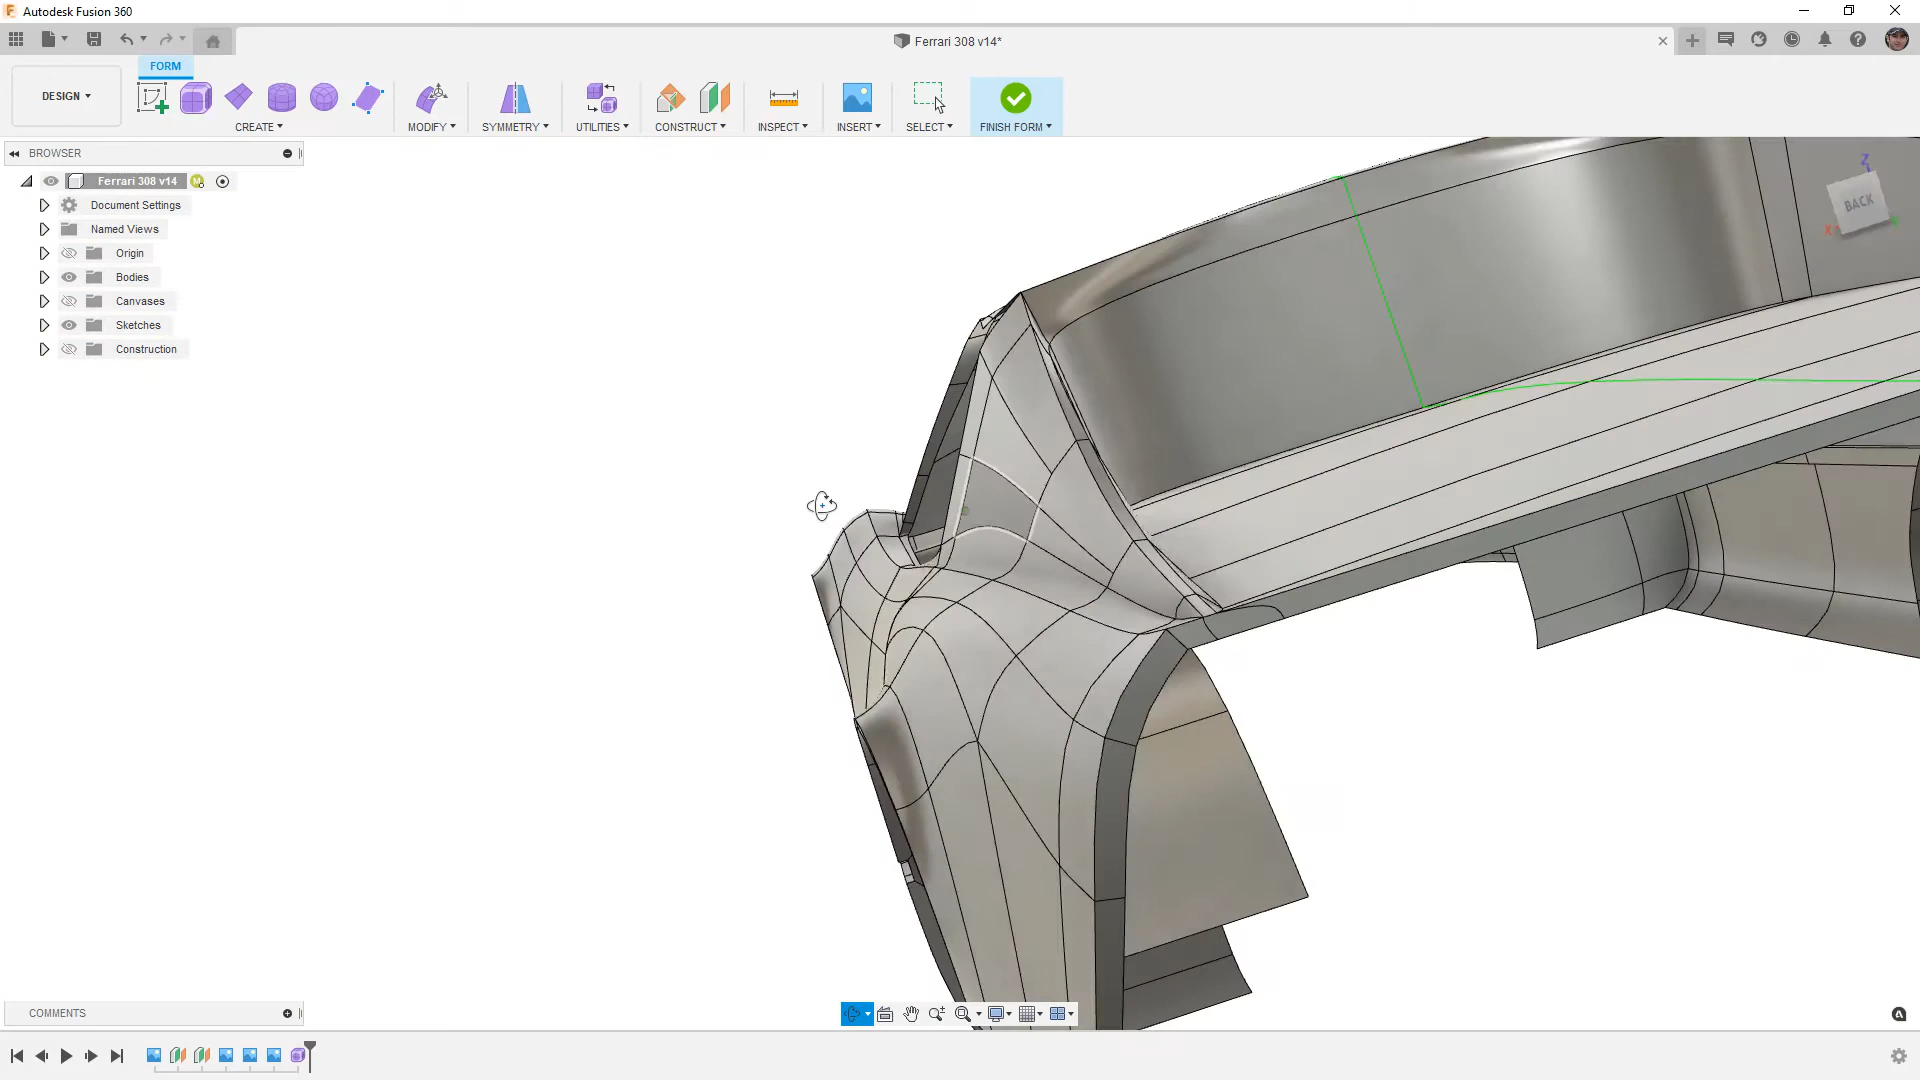 Autodesk Fusion 360
Ferrari 308 v14*
DESIGN
FORM
CREATE
MODIFY
SYMMETRY
UTILITIES
CONSTRUCT
INSPECT
INSERT
SELECT
FINISH FORM
BROWSER
Ferrari 308 v14
Document Settings
Named Views
Origin
Bodies
Canvases
Sketches
Construction
Z
BACK
X
COMMENTS